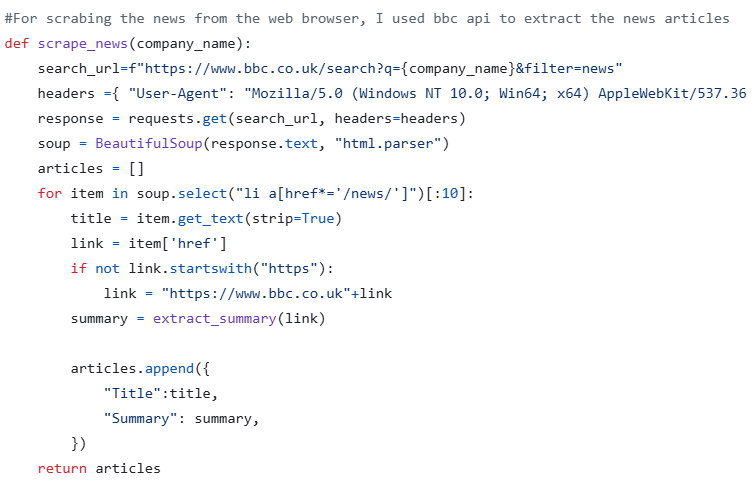 #For scrabing the news from the web browser, I used bbc api to extract the news articles
def scrape_news(company_name):
    search_url=f"https://www.bbc.co.uk/search?q={company_name}&filter=news"
    headers ={ "User-Agent": "Mozilla/5.0 (Windows NT 10.0; Win64; x64) AppleWebKit/537.36
    response = requests.get(search_url, headers=headers)
    soup = BeautifulSoup(response.text, "html.parser")
    articles = []
    for item in soup.select("li a[href*='/news/']")[:10]:
        title = item.get_text(strip=True)
        link = item['href']
        if not link.startswith("https"):
            link = "https://www.bbc.co.uk"+link
        summary = extract_summary(link)

        articles.append({
            "Title":title,
            "Summary": summary,
        })
    return articles